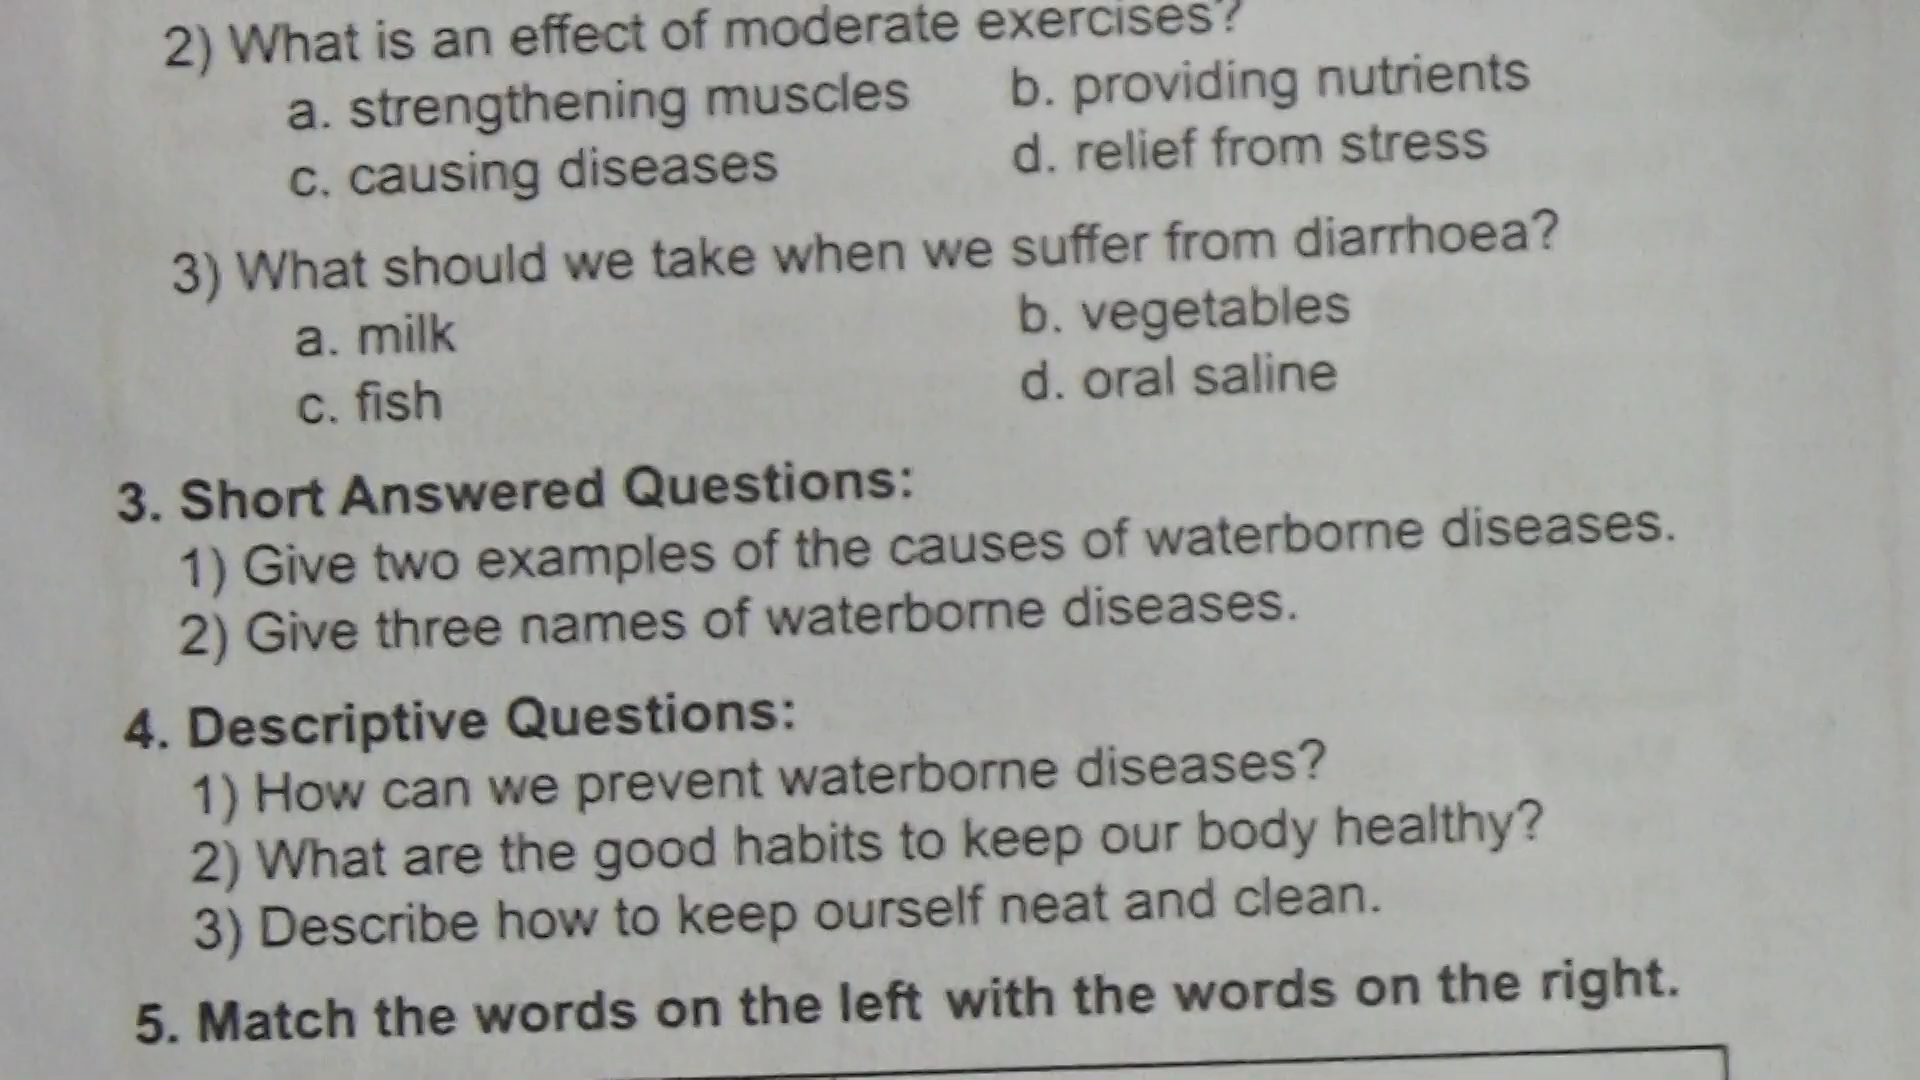 2) What is an effect of moderate exercises?
a. strengthening muscles b. providing nutrients
c. causing diseases d. relief from stress
3) What should we take when we suffer from diarrhoea?
a. milk b. vegetables
c. fish d. oral saline
3. Short Answered Questions:
1) Give two examples of the causes of waterborne diseases.
2) Give three names of waterborne diseases.
4. Descriptive Questions:
1) How can we prevent waterborne diseases?
2) What are the good habits to keep our body healthy?
3) Describe how to keep ourself neat and clean.
5. Match the words on the left with the words on the right.